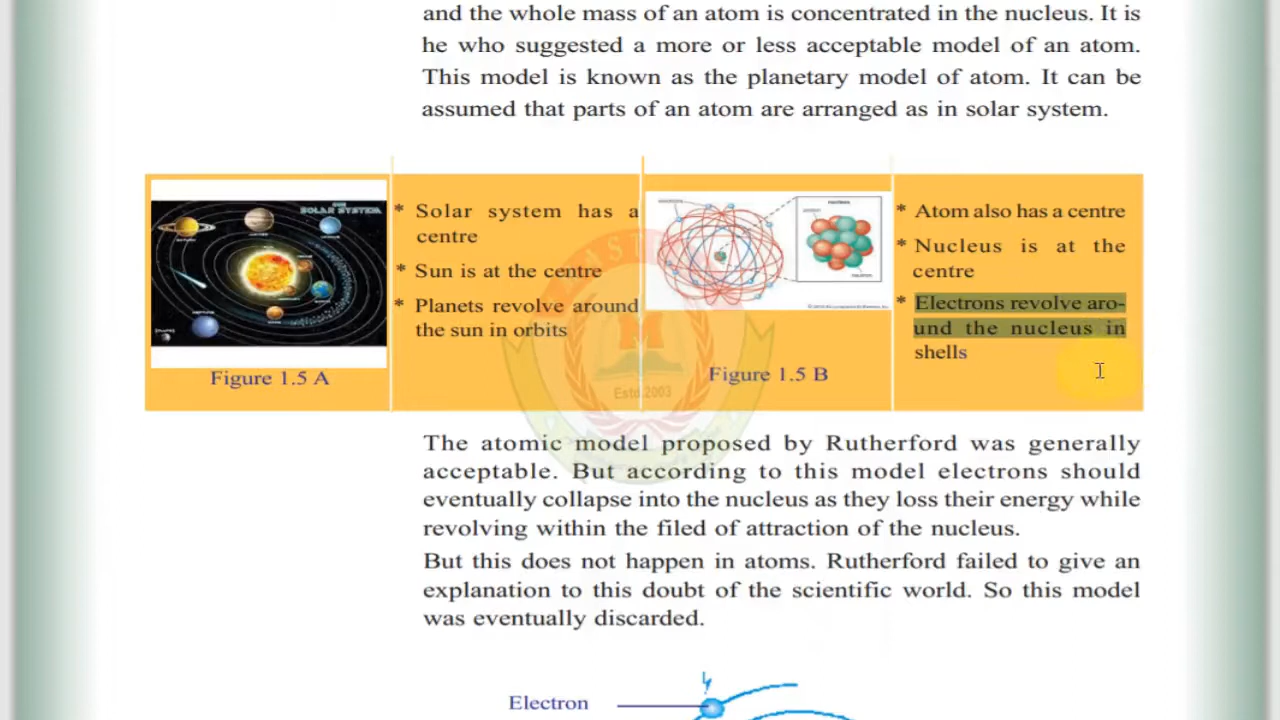 and the whole mass of an atom is concentrated in the nucleus. It is
he who suggested a more or less acceptable model of an atom.
This model is known as the planetary model of atom. It can be
assumed that parts of an atom are arranged as in solar system.
SOLAR SYSTEM
Figure 1.5 A
* Solar system has a
centre
* Sun is at the centre
* Planets revolve around
the sun in orbits
Figure 1.5 B
* Atom also has a centre
* Nucleus is at the
centre
* Electrons revolve aro-
und the nucleus in
shells
Estd.2003
The atomic model proposed by Rutherford was generally
acceptable. But according to this model electrons should
eventually collapse into the nucleus as they loss their energy while
revolving within the filed of attraction of the nucleus.
But this does not happen in atoms. Rutherford failed to give an
explanation to this doubt of the scientific world. So this model
was eventually discarded.
Electron